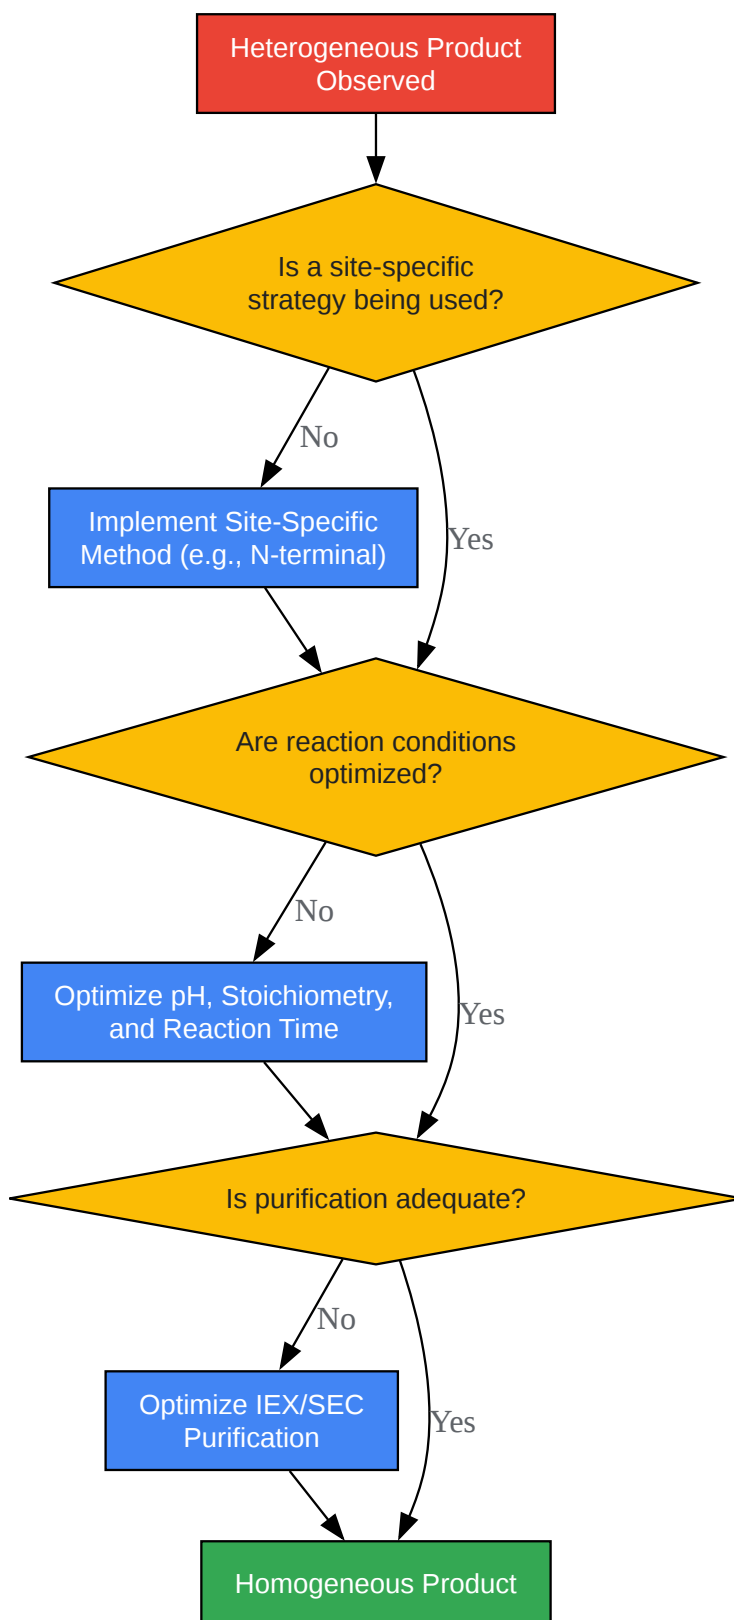 Heterogeneous Product
Observed
Is a site-specific
strategy being used?
No
Implement Site-Specific
Method (e.g., N-terminal)
Yes
Are reaction conditions
optimized?
No
Optimize pH, Stoichiometry,
and Reaction Time
Yes
Is purification adequate?
No
Optimize IEX/SEC
Purification
Yes
Homogeneous Product